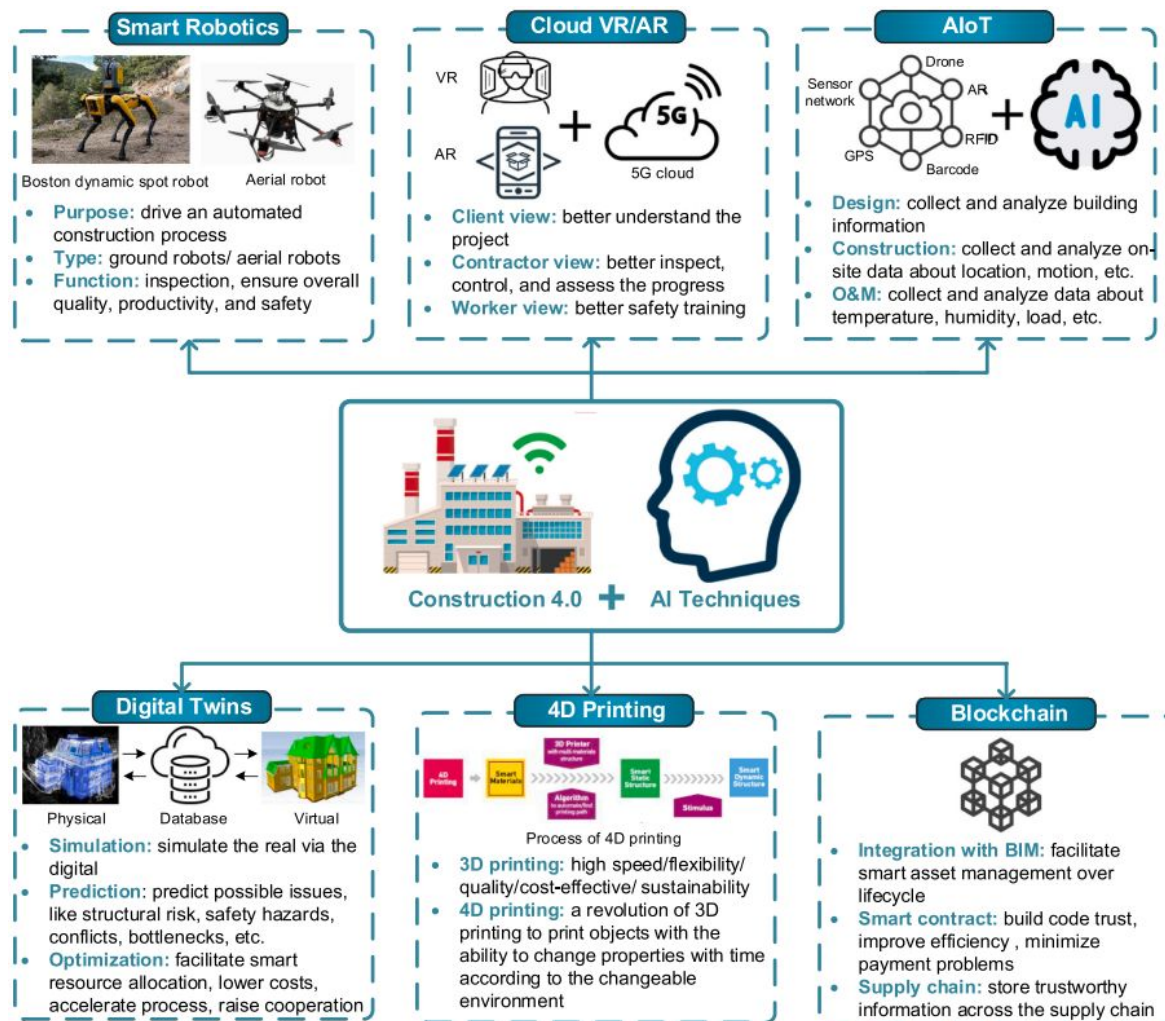 Smart Robotics
Boston dynamic spot robot
Aerial robot
• Purpose: drive an automated
construction process
• Type: ground robots/ aerial robots
• Function: inspection, ensure overall
quality, productivity, and safety
Cloud VR/AR
VR
AR
5G
5G cloud
• Client view: better understand the
project
• Contractor view: better inspect,
control, and assess the progress
• Worker view: better safety training
AIoT
Drone
Sensor
network
AR
RFID
GPS
Barcode
AI
• Design: collect and analyze building
information
• Construction: collect and analyze on-
site data about location, motion, etc.
• O&M: collect and analyze data about
temperature, humidity, load, etc.
Construction 4.0 + AI Techniques
Digital Twins
Physical
Database
Virtual
• Simulation: simulate the real via the
digital
• Prediction: predict possible issues,
like structural risk, safety hazards,
conflicts, bottlenecks, etc.
• Optimization: facilitate smart
resource allocation, lower costs,
accelerate process, raise cooperation
4D Printing
4D
Printing
Smart
Materials
3D Printer
with multi-materials
structure
Algorithm
to automate/find
printing path
Smart
Static
Structure
Stimulus
Smart
Dynamic
Structure
Process of 4D printing
• 3D printing: high speed/flexibility/
quality/cost-effective/ sustainability
• 4D printing: a revolution of 3D
printing to print objects with the
ability to change properties with time
according to the changeable
environment
Blockchain
• Integration with BIM: facilitate
smart asset management over
lifecycle
• Smart contract: build code trust,
improve efficiency , minimize
payment problems
• Supply chain: store trustworthy
information across the supply chain